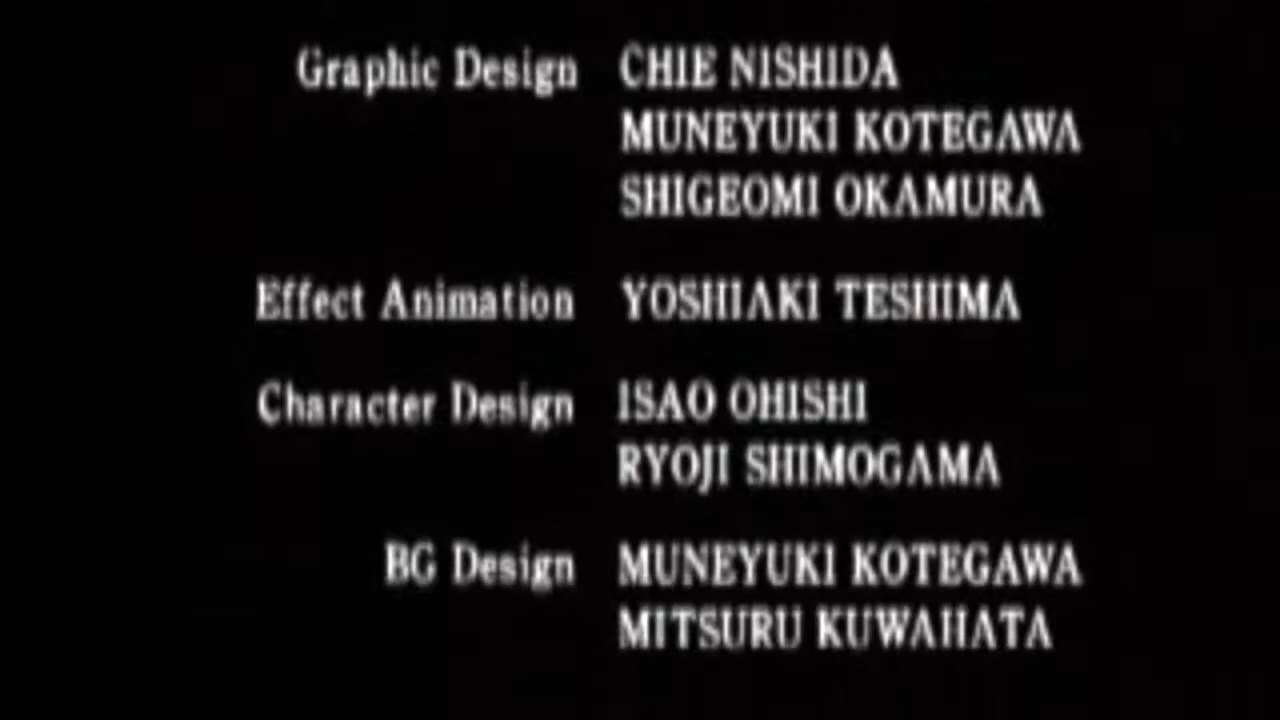 Graphic Design CHIE NISHIDA
MUNEYUKI KOTEGAWA
SHIGEOMI OKAMURA
Effect Animation YOSHIAKI TESHIMA
Character Design ISAO OHISHI
RYOJI SHIMOGAMA
BG Design MUNEYUKI KOTEGAWA
MITSURU KUWAHATA